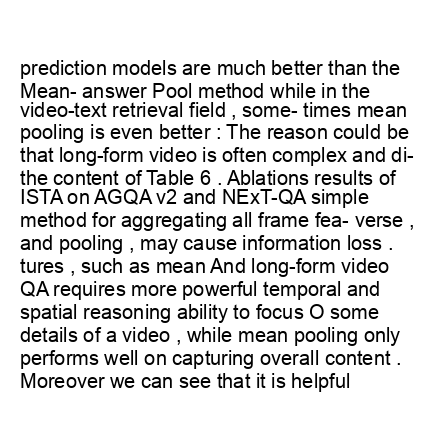 prediction models are much better than the
Mean- answer Pool method while in the
video-text retrieval field , some- times mean
pooling is even better : The reason could be
that long-form video is often complex and di-
the content of Table 6 . Ablations results of
ISTA on AGQA v2 and NExT-QA simple
method for aggregating all frame fea- verse ,
and pooling , may cause information loss .
tures , such as mean And long-form video
QA requires more powerful temporal and
spatial reasoning ability to focus O some
details of a video , while mean pooling only
performs well on capturing overall content .
Moreover we can see that it is helpful